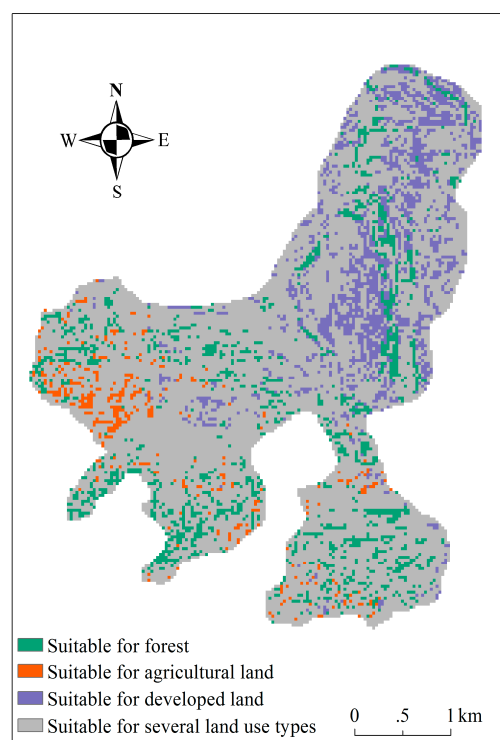 N
W E
S
Suitable for forest
Suitable for agricultural land
Suitable for developed land
Suitable for several land use types
0 .5 1 km